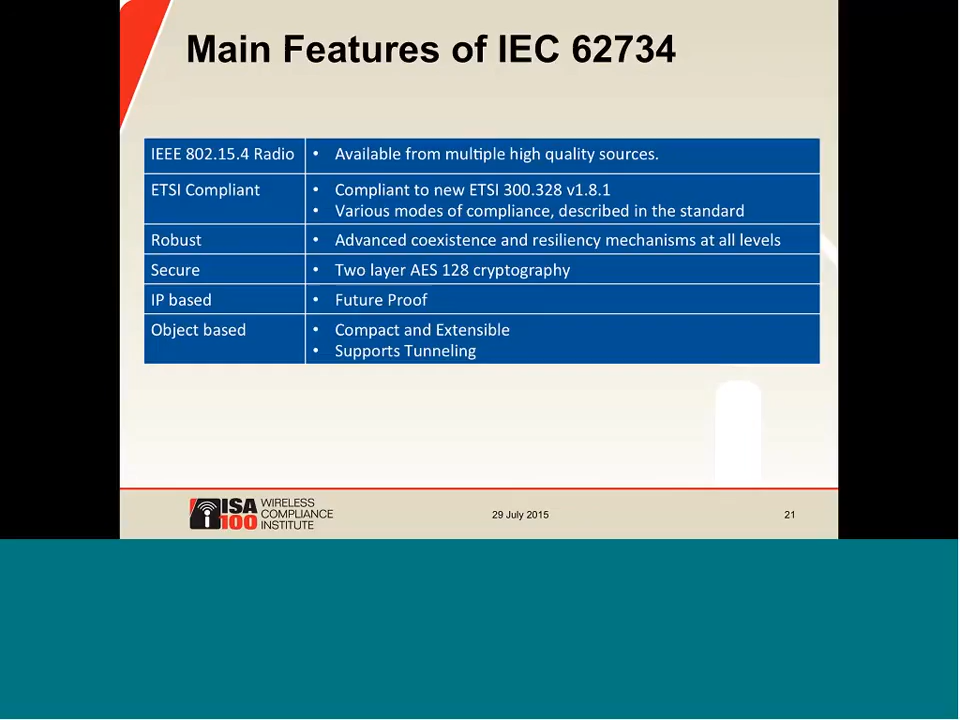 Main Features of IEC 62734
IEEE 802.15.4 Radio
• Available from multiple high quality sources.
ETSI Compliant
• Compliant to new ETSI 300.328 v1.8.1
• Various modes of compliance, described in the standard
Robust
• Advanced coexistence and resiliency mechanisms at all levels
Secure
• Two layer AES 128 cryptography
IP based
• Future Proof
Object based
• Compact and Extensible
• Supports Tunneling
ISA
100
WIRELESS
COMPLIANCE
INSTITUTE
29 July 2015
21